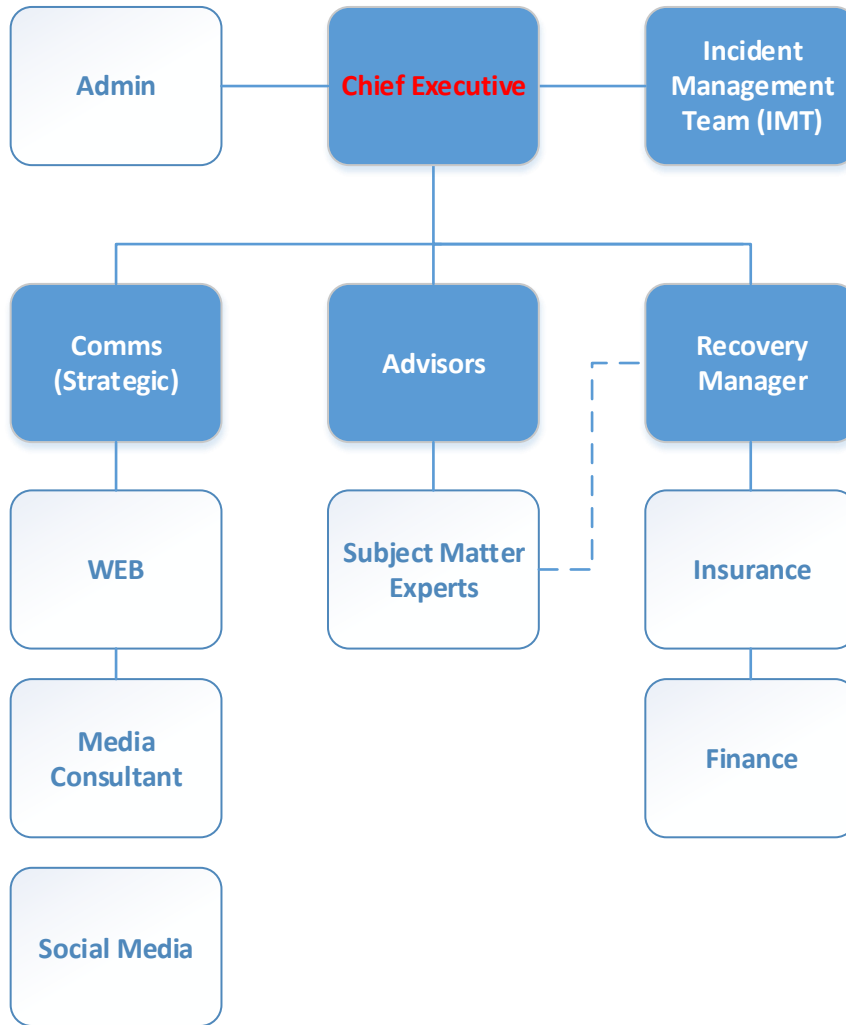 Admin
Chief Executive
Incident
Management
Team (IMT)
Comms
(Strategic)
Advisors
Recovery
Manager
WEB
Subject Matter
Experts
Insurance
Media
Consultant
Finance
Social Media